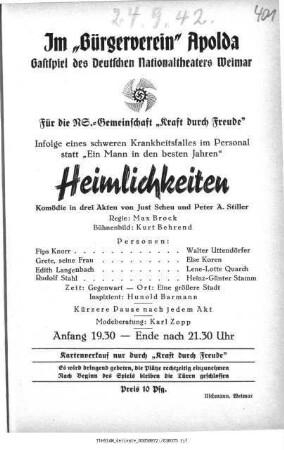 24.9.42.
401
Im „Bürgerverein" Apolda
Gastspiel des Deutschen Nationaltheaters Weimar
Für die NS.-Gemeinschaft „Kraft durch Freude"
Infolge eines schweren Krankheitsfalles im Personal
statt „Ein Mann in den besten Jahren"
Heimlichkeiten
Komödie in drei Akten von Just Scheu und Peter A. Stiller
Regie: Max Brock
Bühnenbild: Kurt Behrend
Personen:
Fips Knorr Walter Uttendörfer
Grete, seine Frau Else Koren
Edith Langenbach Lene-Lotte Quarch
Rudolf Stahl Heinz-Günter Stamm
Zeit: Gegenwart — Ort: Eine größere Stadt
Inspizient: Hunold Barmann
Kürzere Pause nach jedem Akt
Modeberatung: Karl Zopp
Anfang 19.30 — Ende nach 21.30 Uhr
Kartenverkauf nur durch „Kraft durch Freude"
Es wird dringend gebeten, die Plätze rechtzeitig einzunehmen
Nach Beginn des Spiels bleiben die Türen geschlossen
Preis 10 Pfg.
Weimar